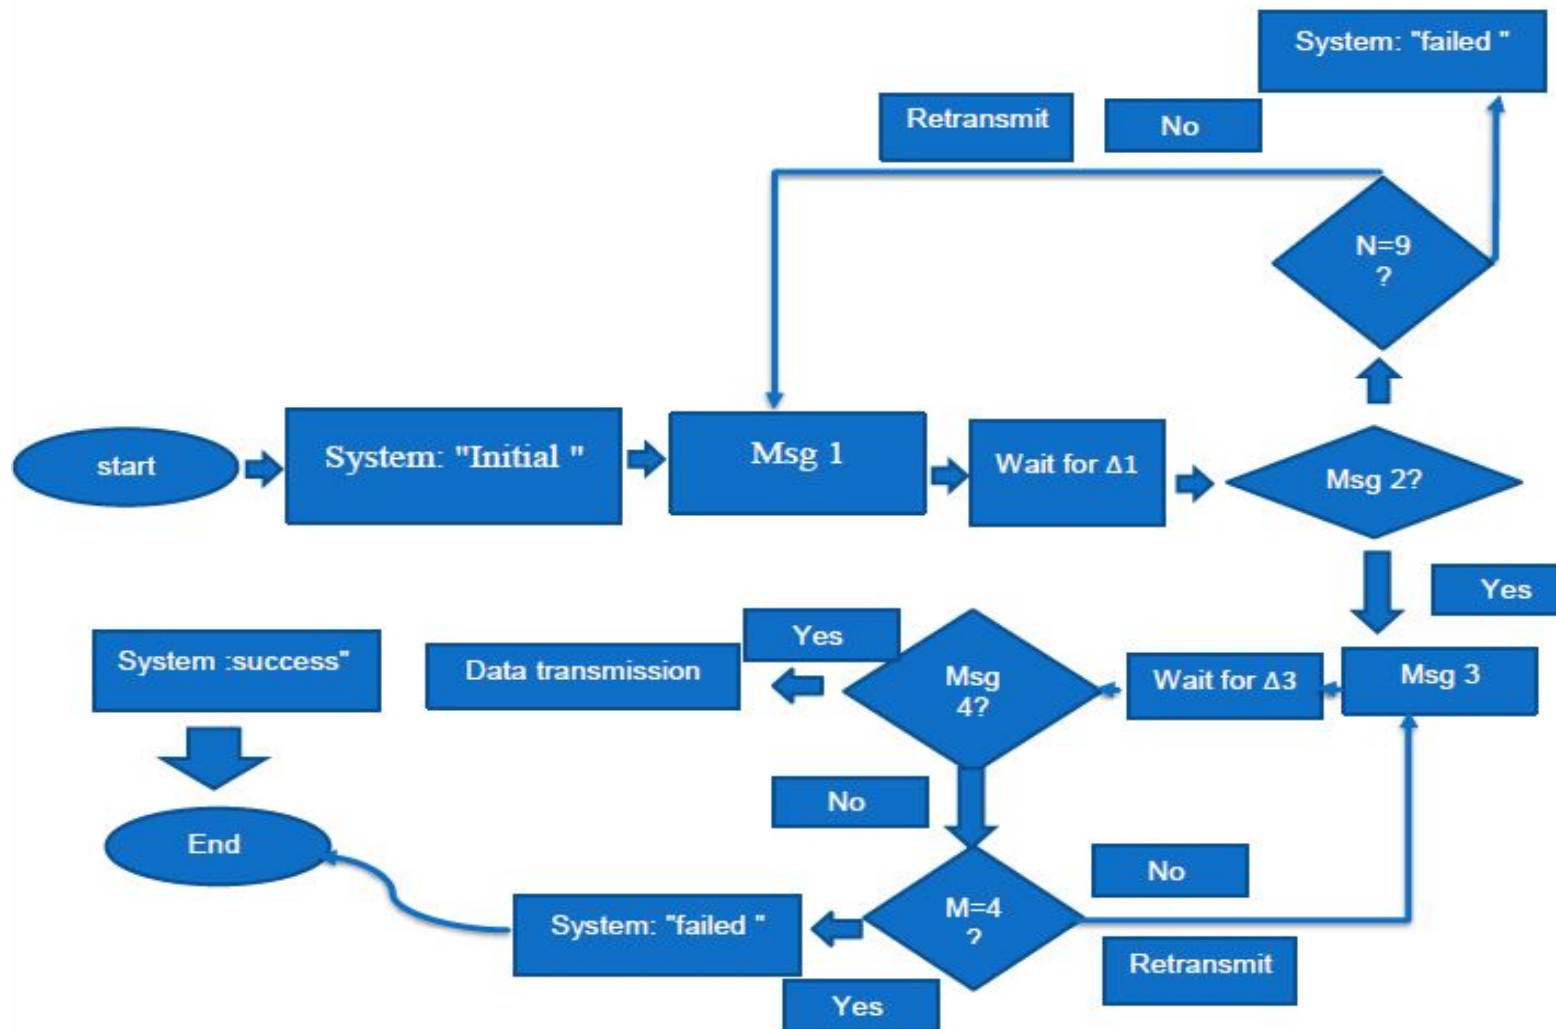 System: "failed "
Retransmit
No
N=9
?
start
System: "Initial "
Msg 1
Wait for Δ1
Msg 2?
Yes
System :success"
Data transmission
Yes
Msg
4?
Wait for Δ3
Msg 3
No
End
System: "failed "
M=4
?
No
Retransmit
Yes